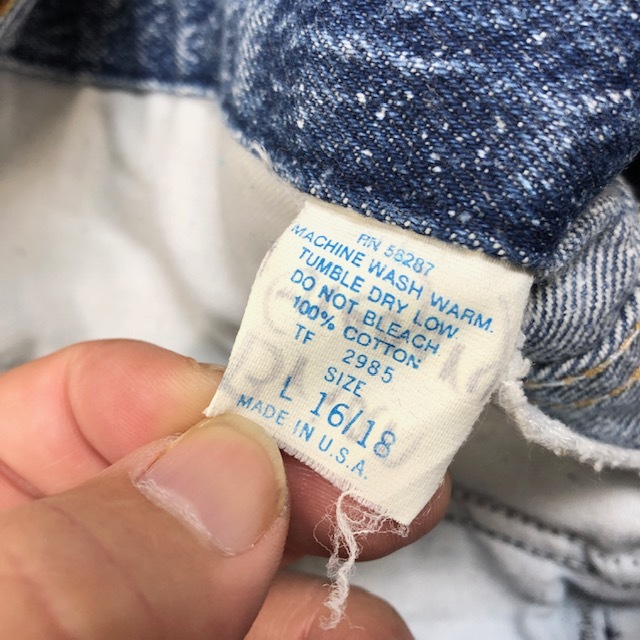 RN 58287
MACHINE WASH WARM.
TUMBLE DRY LOW
DO NOT BLEACH.
100% COTTON
TF 2985
SIZE
L 16/18
MADE IN U.S.A.